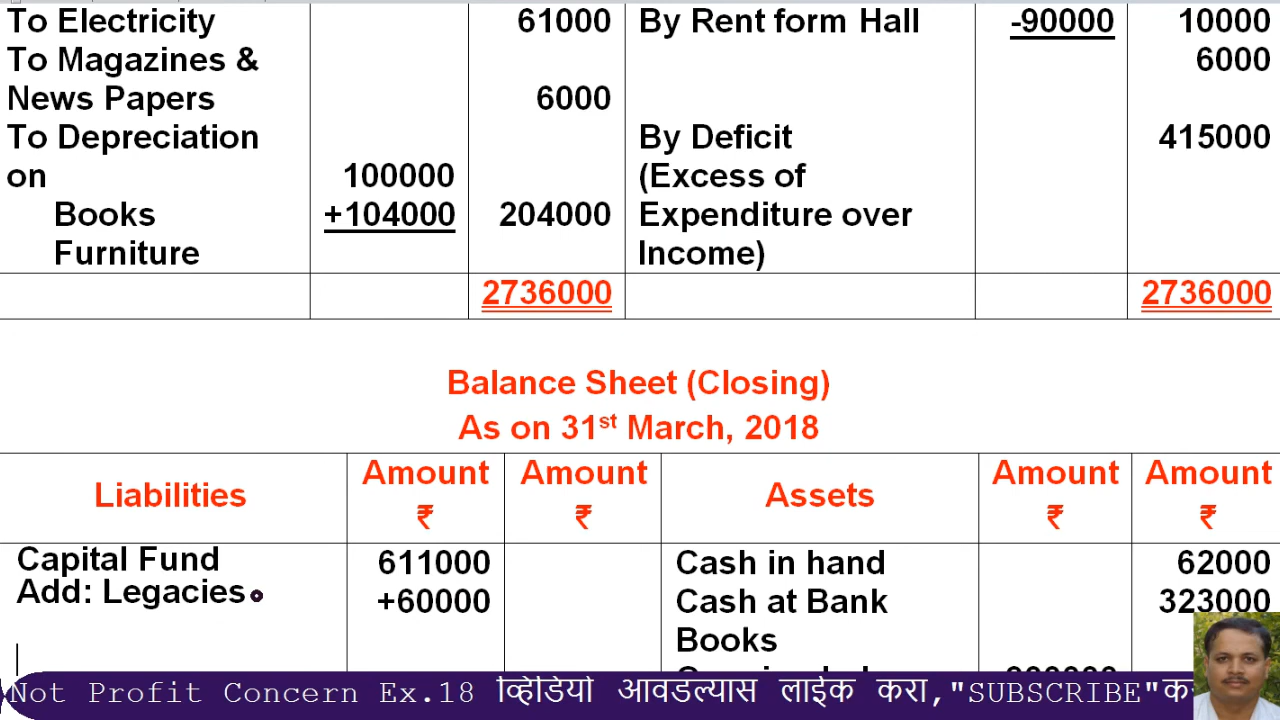 To Electricity 61000 By Rent form Hall -90000 10000
To Magazines & 6000
News Papers 6000
To Depreciation By Deficit 415000
on 100000 (Excess of
Books +104000 204000 Expenditure over
Furniture Income)
2736000 2736000
Balance Sheet (Closing)
As on 31st March, 2018
Liabilities Amount ₹ Amount ₹ Assets Amount ₹ Amount ₹
Capital Fund 611000 Cash in hand 62000
Add: Legacies +60000 Cash at Bank 323000
Books
Not Profit Concern Ex.18 व्हिडियो आवडल्यास लाईक करा,"SUBSCRIBE"